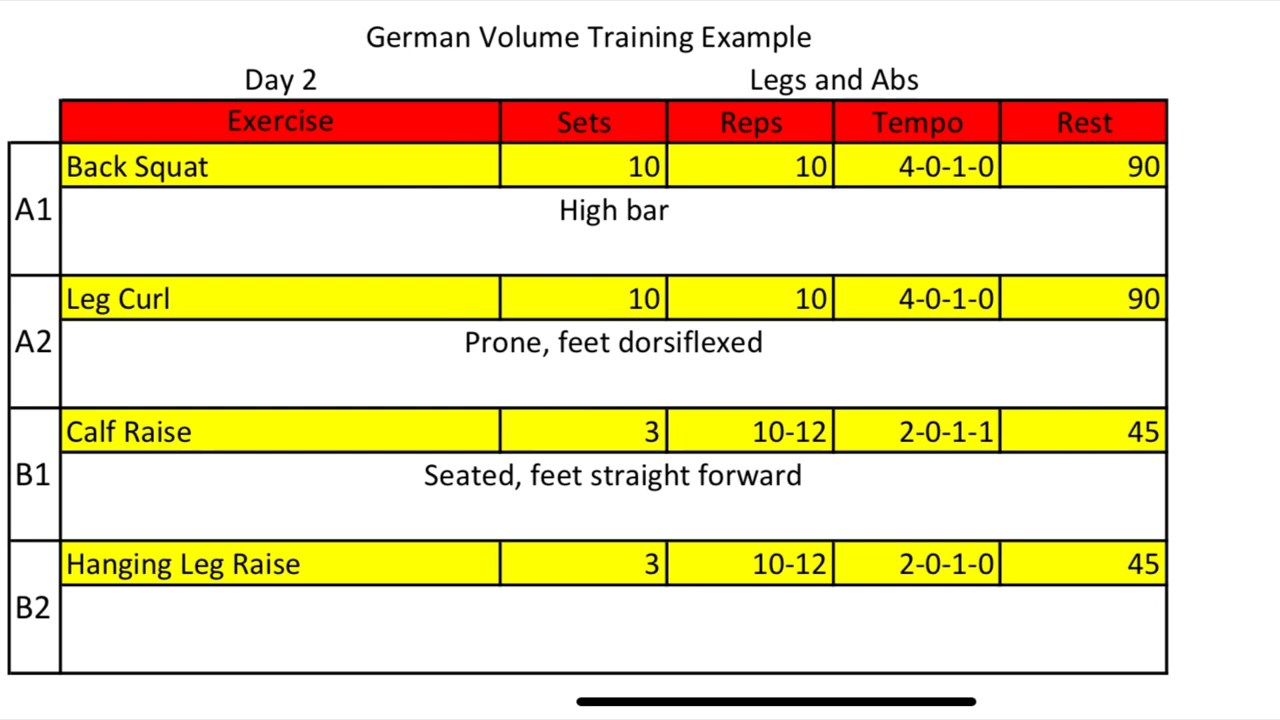 German Volume Training Example
Day 2 Legs and Abs
Exercise Sets Reps Tempo Rest
Back Squat 10 10 4-0-1-0 90
A1 High bar
Leg Curl 10 10 4-0-1-0 90
A2 Prone, feet dorsiflexed
Calf Raise 3 10-12 2-0-1-1 45
B1 Seated, feet straight forward
Hanging Leg Raise 3 10-12 2-0-1-0 45
B2